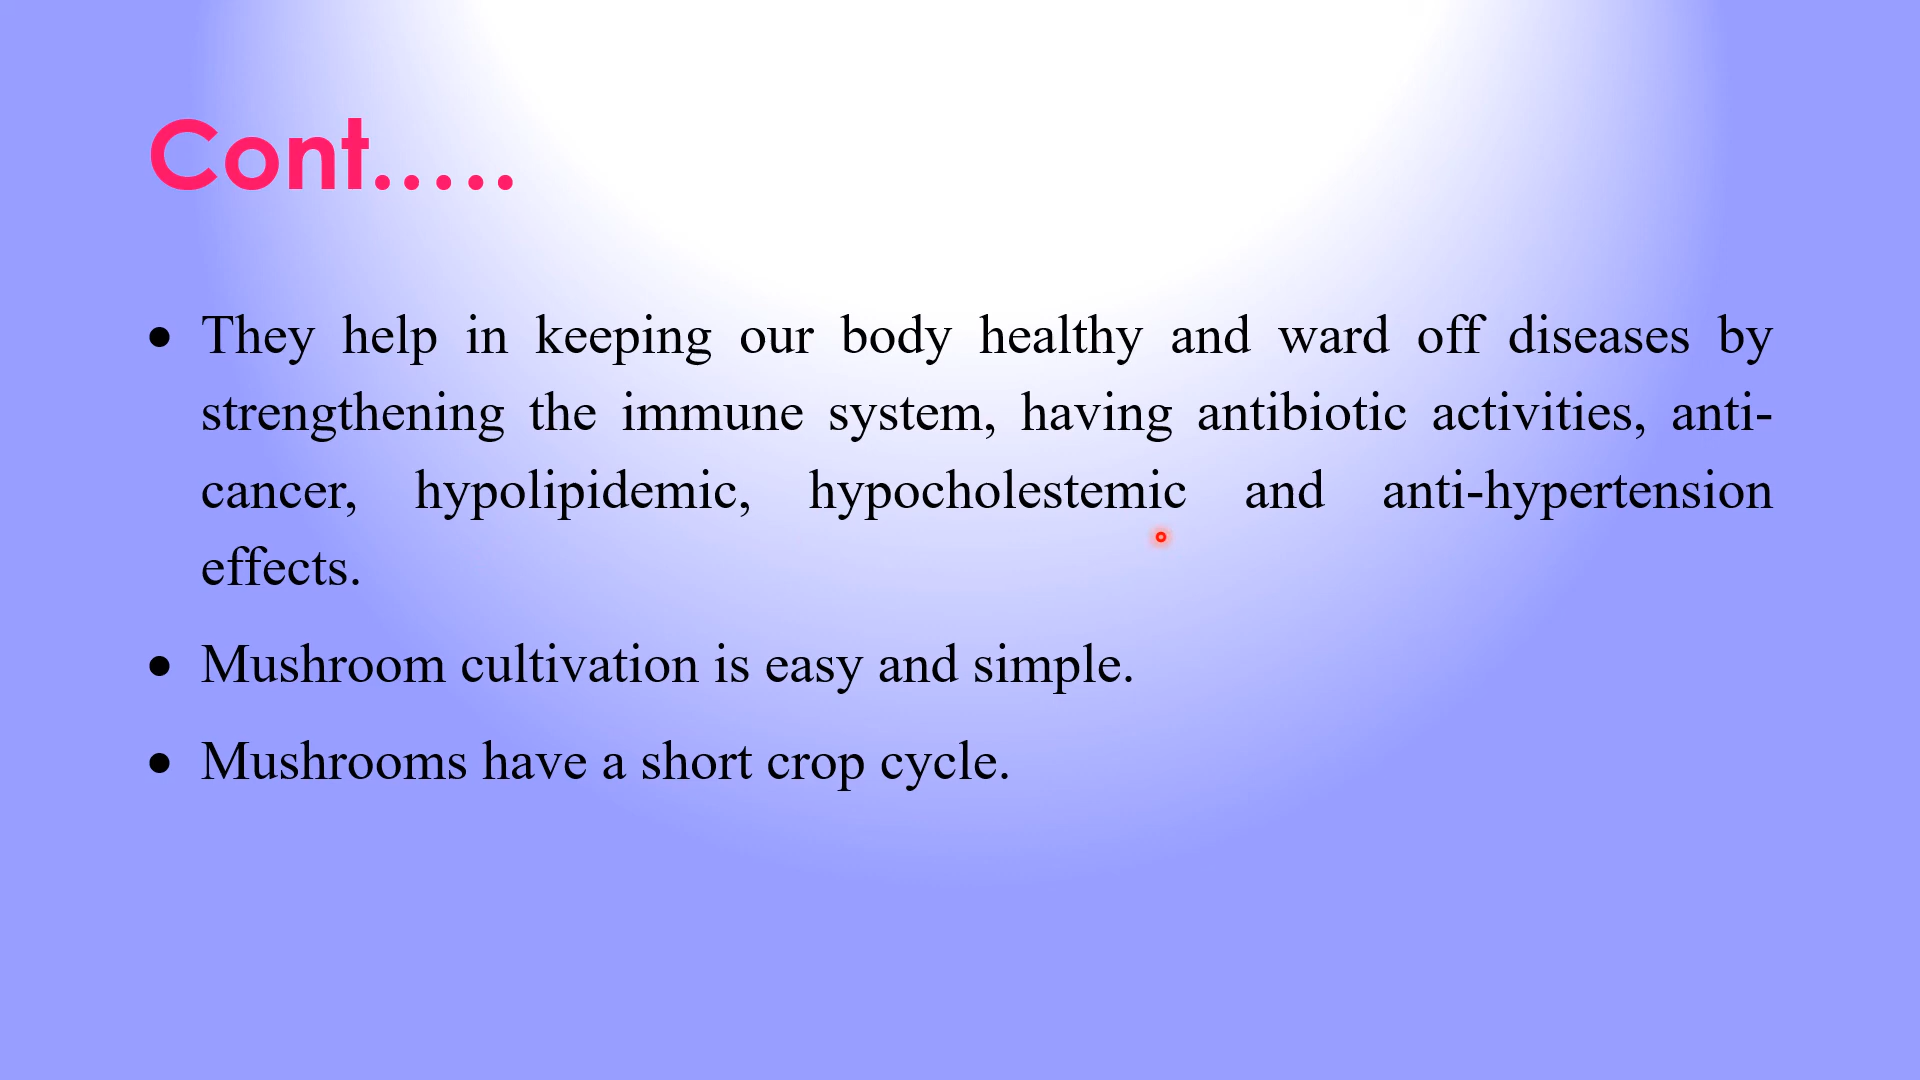 Cont.....
• They help in keeping our body healthy and ward off diseases by
strengthening the immune system, having antibiotic activities, anti-
cancer, hypolipidemic, hypocholestemic and anti-hypertension
effects.
• Mushroom cultivation is easy and simple.
• Mushrooms have a short crop cycle.